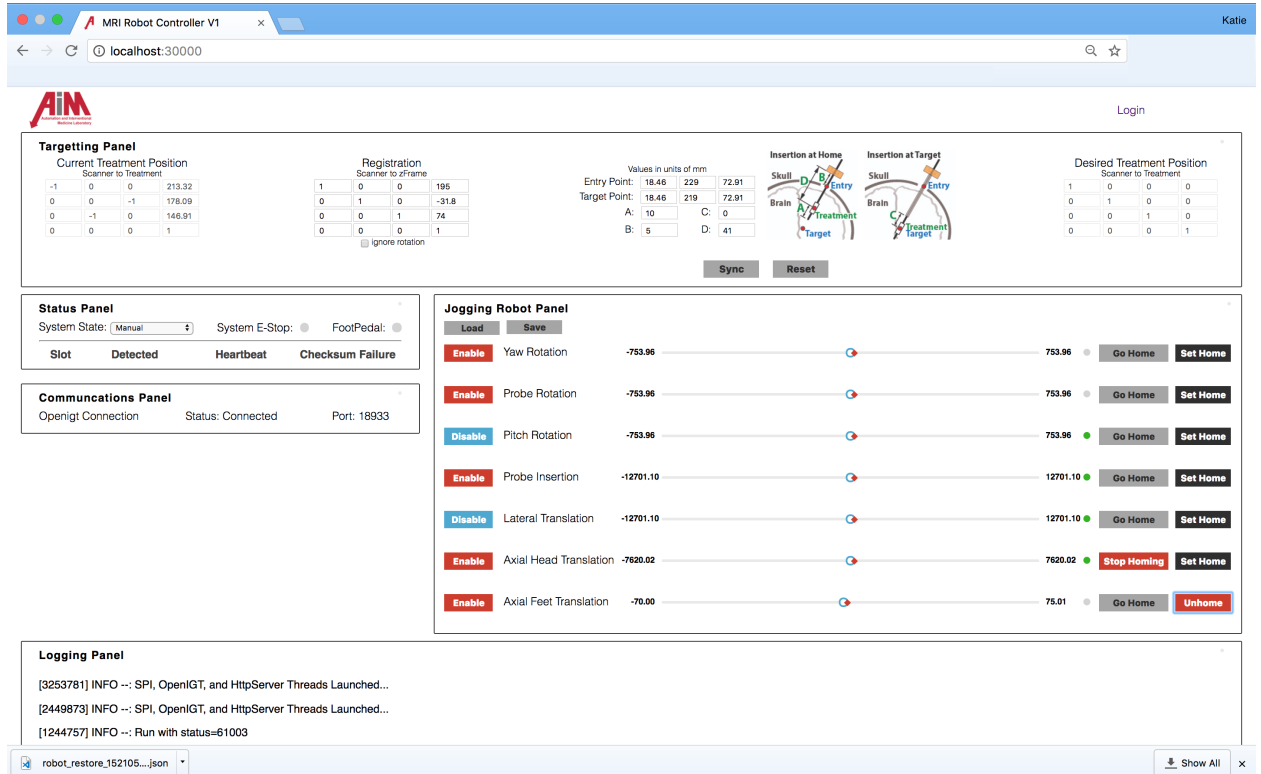 MRI Robot Controller V1 ×
Katie
localhost:30000
AiM
Automation and Interventional
Medicine Laboratory
Login
Targetting Panel
Current Treatment Position
Scanner to Treatment
-1 0 0 213.32
0 0 -1 178.09
0 -1 0 146.91
0 0 0 1
Registration
Scanner to zFrame
1 0 0 195
0 1 0 -31.8
0 0 1 74
0 0 0 1
ignore rotation
Values in units of mm
Entry Point: 18.46 229 72.91
Target Point: 18.46 219 72.91
A: 10 C: 0
B: 5 D: 41
Insertion at Home
Skull
D
B
Entry
Brain
A
Treatment
Target
Insertion at Target
Skull
Entry
Brain
C
Treatment
Target
Desired Treatment Position
Scanner to Treatment
1 0 0 0
0 1 0 0
0 0 1 0
0 0 0 1
Sync Reset
Status Panel
System State: Manual System E-Stop: FootPedal:
Slot Detected Heartbeat Checksum Failure
Communcations Panel
Openigt Connection Status: Connected Port: 18933
Jogging Robot Panel
Load Save
Enable Yaw Rotation -753.96 753.96 Go Home Set Home
Enable Probe Rotation -753.96 753.96 Go Home Set Home
Disable Pitch Rotation -753.96 753.96 Go Home Set Home
Enable Probe Insertion -12701.10 12701.10 Go Home Set Home
Disable Lateral Translation -12701.10 12701.10 Go Home Set Home
Enable Axial Head Translation -7620.02 7620.02 Stop Homing Set Home
Enable Axial Feet Translation -70.00 75.01 Go Home Unhome
Logging Panel
[3253781] INFO --: SPI, OpenIGT, and HttpServer Threads Launched...
[2449873] INFO --: SPI, OpenIGT, and HttpServer Threads Launched...
[1244757] INFO --: Run with status=61003
robot_restore_152105....json
Show All ×